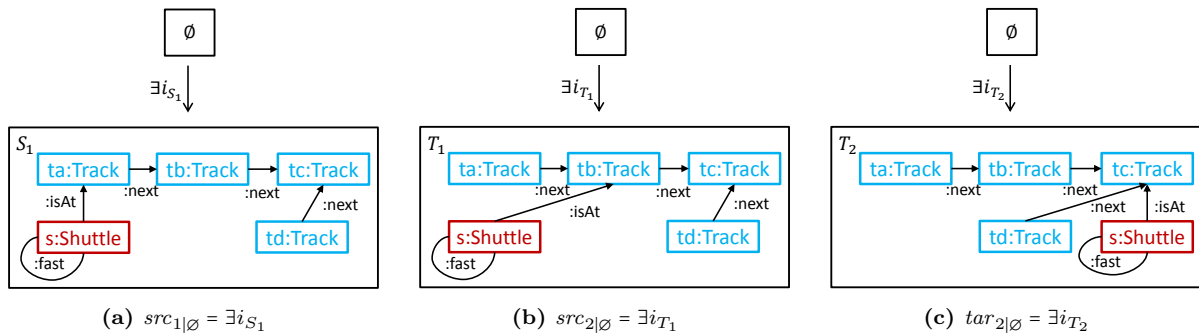 ∅
∃i_{S_1}
S_1
ta:Track
tb:Track
tc:Track
:next
:next
:isAt
:next
s:Shuttle
td:Track
:fast
(a) src_{1|∅} = ∃i_{S_1}
∅
∃i_{T_1}
T_1
ta:Track
tb:Track
tc:Track
:next
:next
:isAt
:next
s:Shuttle
td:Track
:fast
(b) src_{2|∅} = ∃i_{T_1}
∅
∃i_{T_2}
T_2
ta:Track
tb:Track
tc:Track
:next
:next
:next
:isAt
td:Track
s:Shuttle
:fast
(c) tar_{2|∅} = ∃i_{T_2}